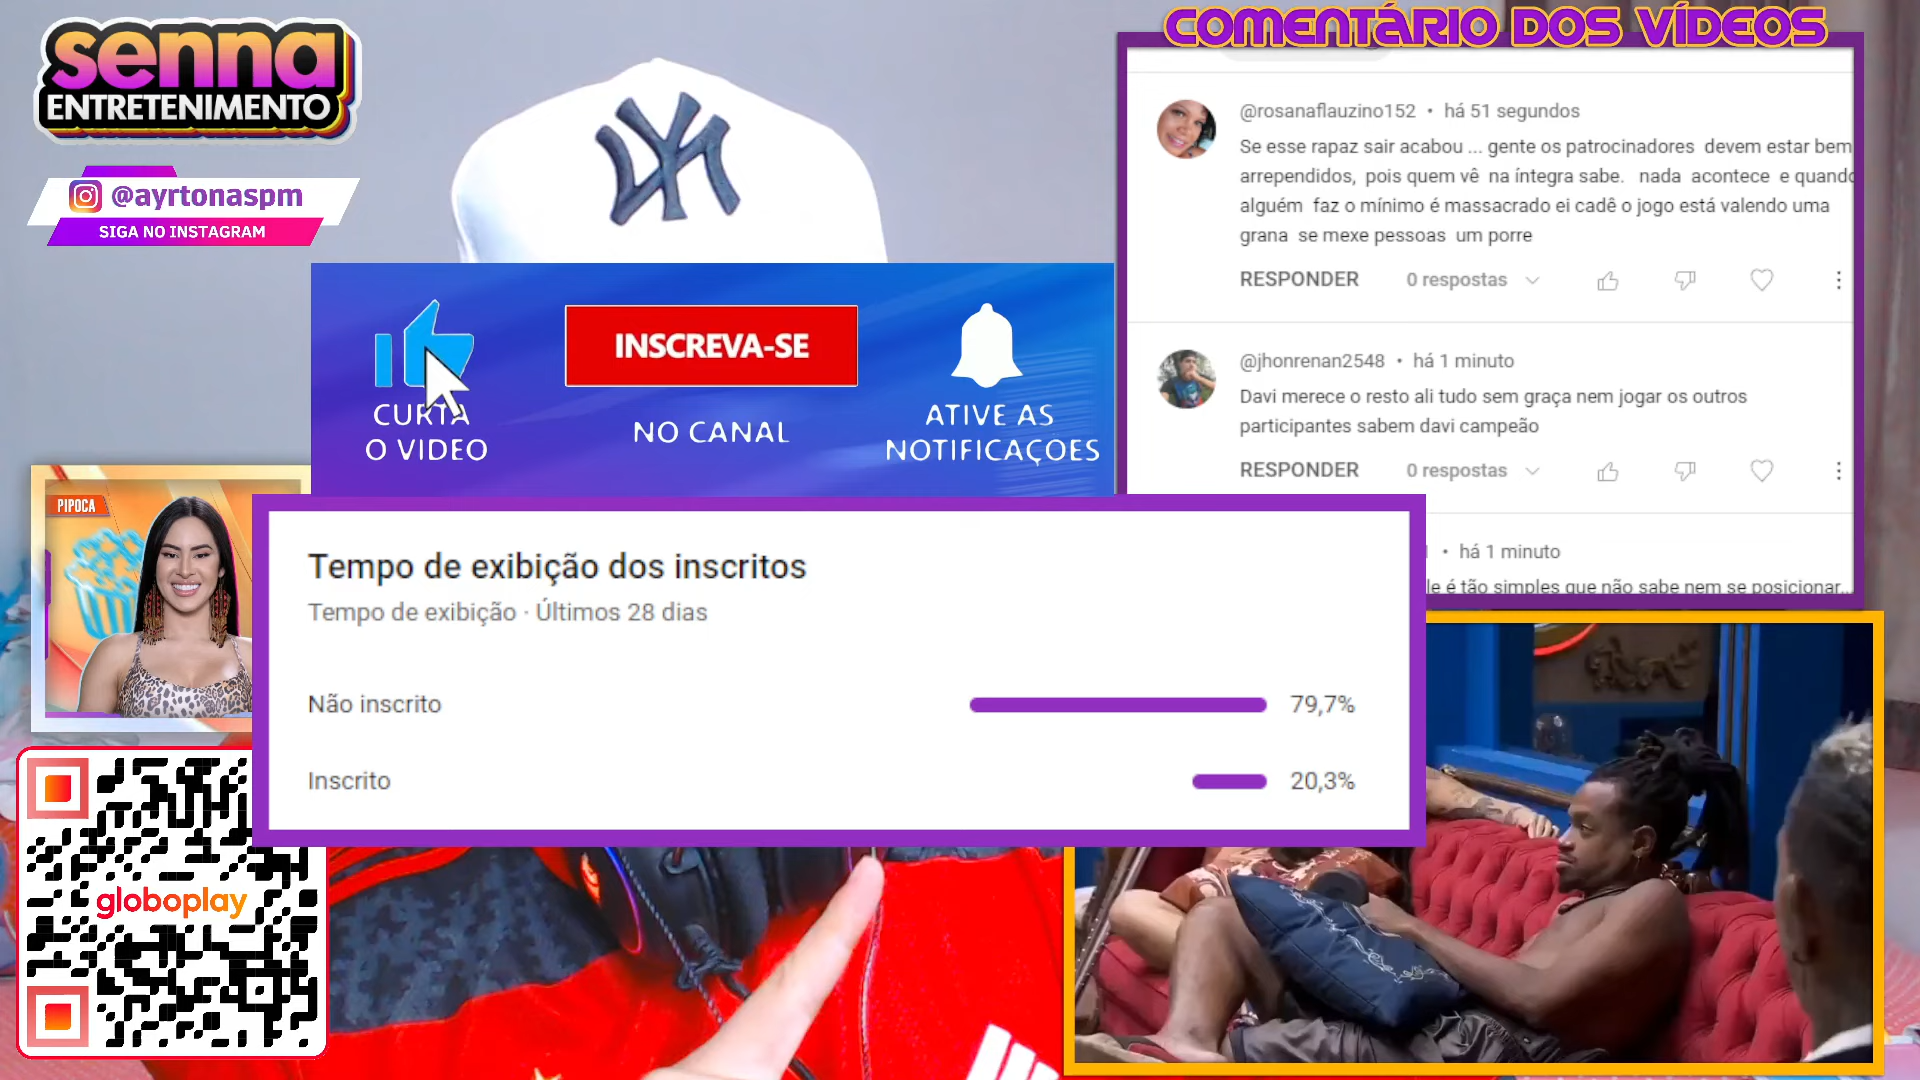 senna
ENTRETENIMENTO
@ayrtonaspm
SIGA NO INSTAGRAM
COMENTÁRIO DOS VÍDEOS
@rosanaflauzino152 • há 51 segundos
Se esse rapaz sair acabou ... gente os patrocinadores devem estar bem
arrependidos, pois quem vê na íntegra sabe. nada acontece e quando
alguém faz o mínimo é massacrado ei cadê o jogo está valendo uma
grana se mexe pessoas um porre
RESPONDER 0 respostas
@jhonrenan2548 • há 1 minuto
Davi merece o resto ali tudo sem graça nem jogar os outros
participantes sabem davi campeão
RESPONDER 0 respostas
• há 1 minuto
é tão simples que não sabe nem se posicionar...
CURTA
O VIDEO
INSCREVA-SE
NO CANAL
ATIVE AS
NOTIFICAÇOES
PIPOCA
Tempo de exibição dos inscritos
Tempo de exibição · Últimos 28 dias
Não inscrito 79,7%
Inscrito 20,3%
globoplay